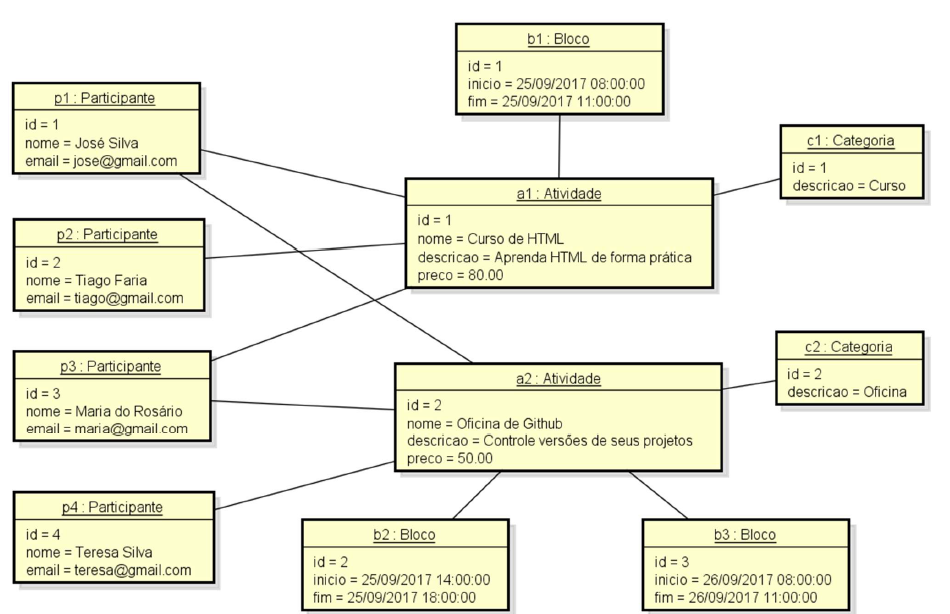 b1 : Bloco
id = 1
inicio = 25/09/2017 08:00:00
fim = 25/09/2017 11:00:00
p1 : Participante
id = 1
nome = José Silva
email = jose@gmail.com
c1 : Categoria
id = 1
descricao = Curso
a1 : Atividade
id = 1
nome = Curso de HTML
descricao = Aprenda HTML de forma prática
preco = 80.00
p2 : Participante
id = 2
nome = Tiago Faria
email = tiago@gmail.com
p3 : Participante
id = 3
nome = Maria do Rosário
email = maria@gmail.com
c2 : Categoria
id = 2
descricao = Oficina
a2 : Atividade
id = 2
nome = Oficina de Github
descricao = Controle versões de seus projetos
preco = 50.00
p4 : Participante
id = 4
nome = Teresa Silva
email = teresa@gmail.com
b2 : Bloco
id = 2
inicio = 25/09/2017 14:00:00
fim = 25/09/2017 18:00:00
b3 : Bloco
id = 3
inicio = 26/09/2017 08:00:00
fim = 26/09/2017 11:00:00